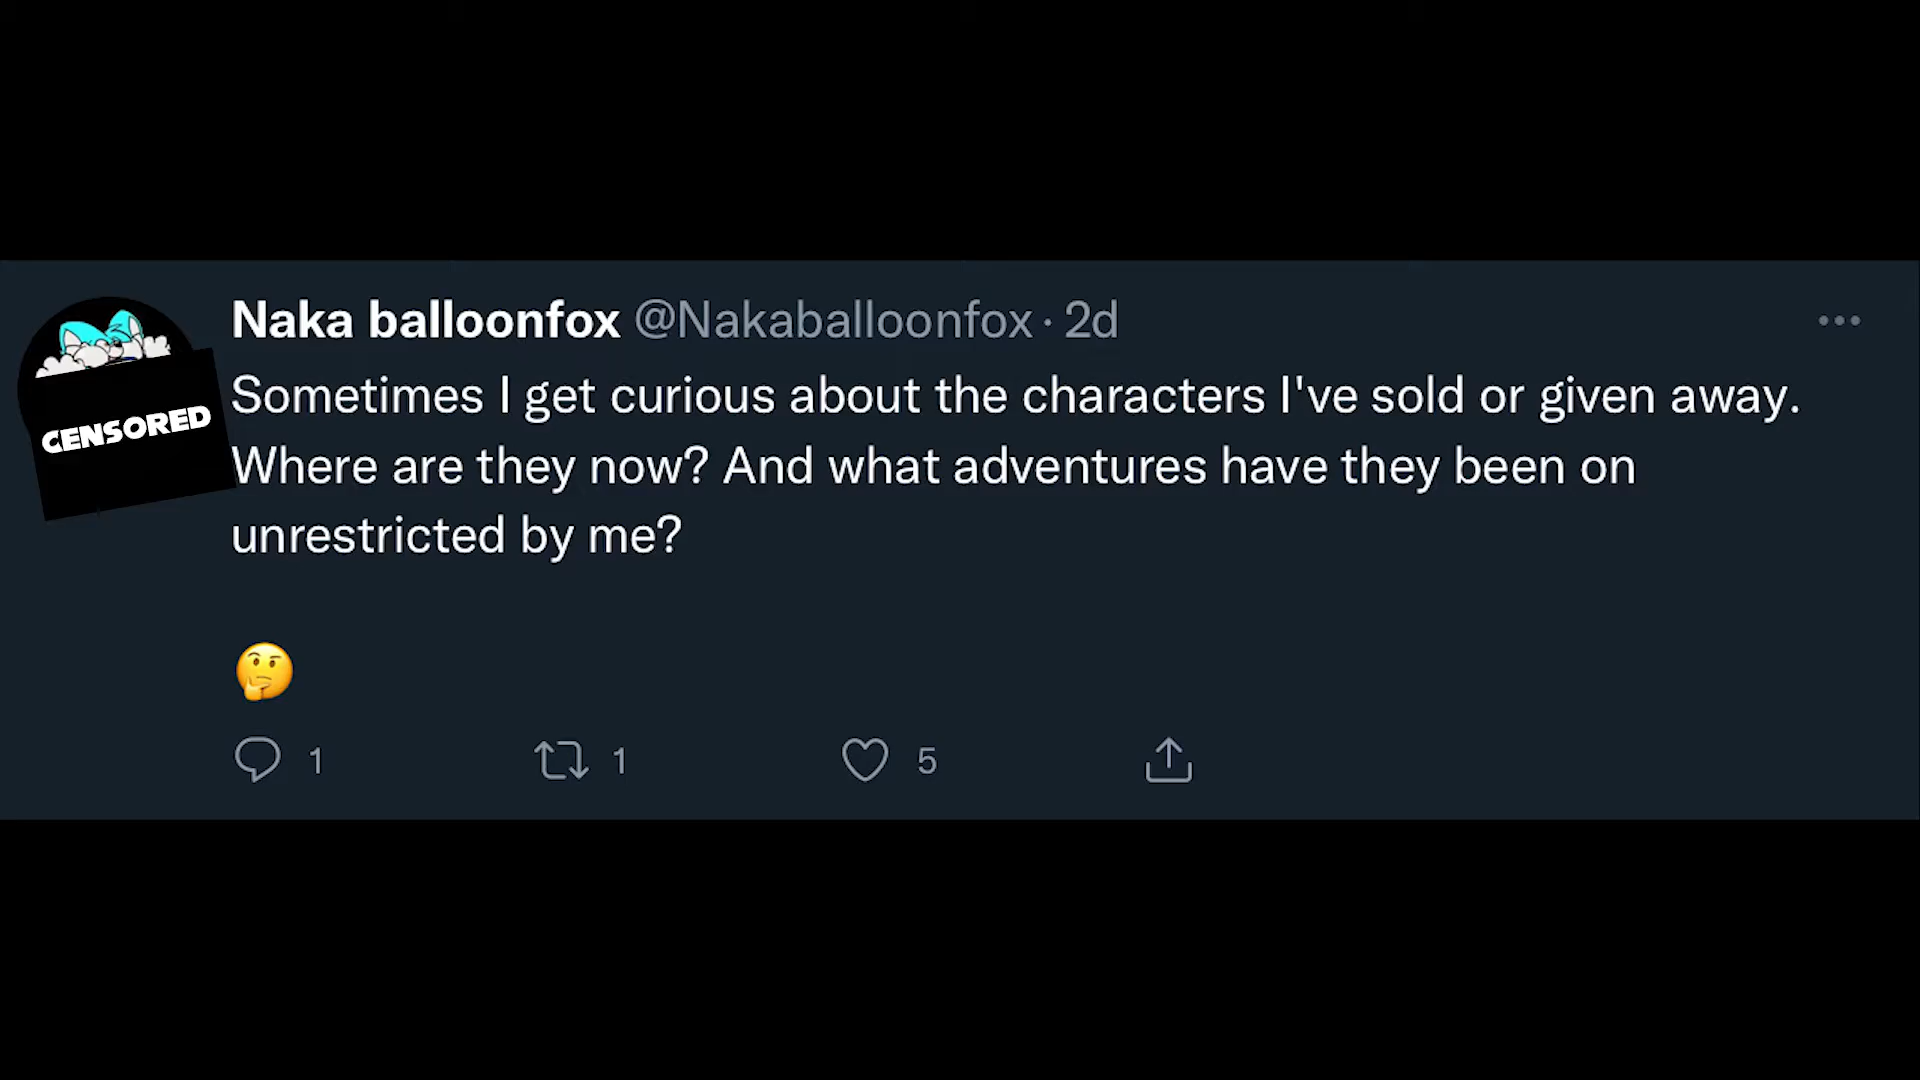 Naka balloonfox @Nakaballoonfox · 2d
Sometimes I get curious about the characters I've sold or given away.
CENSORED
Where are they now? And what adventures have they been on
unrestricted by me?
🤔
1 1 5